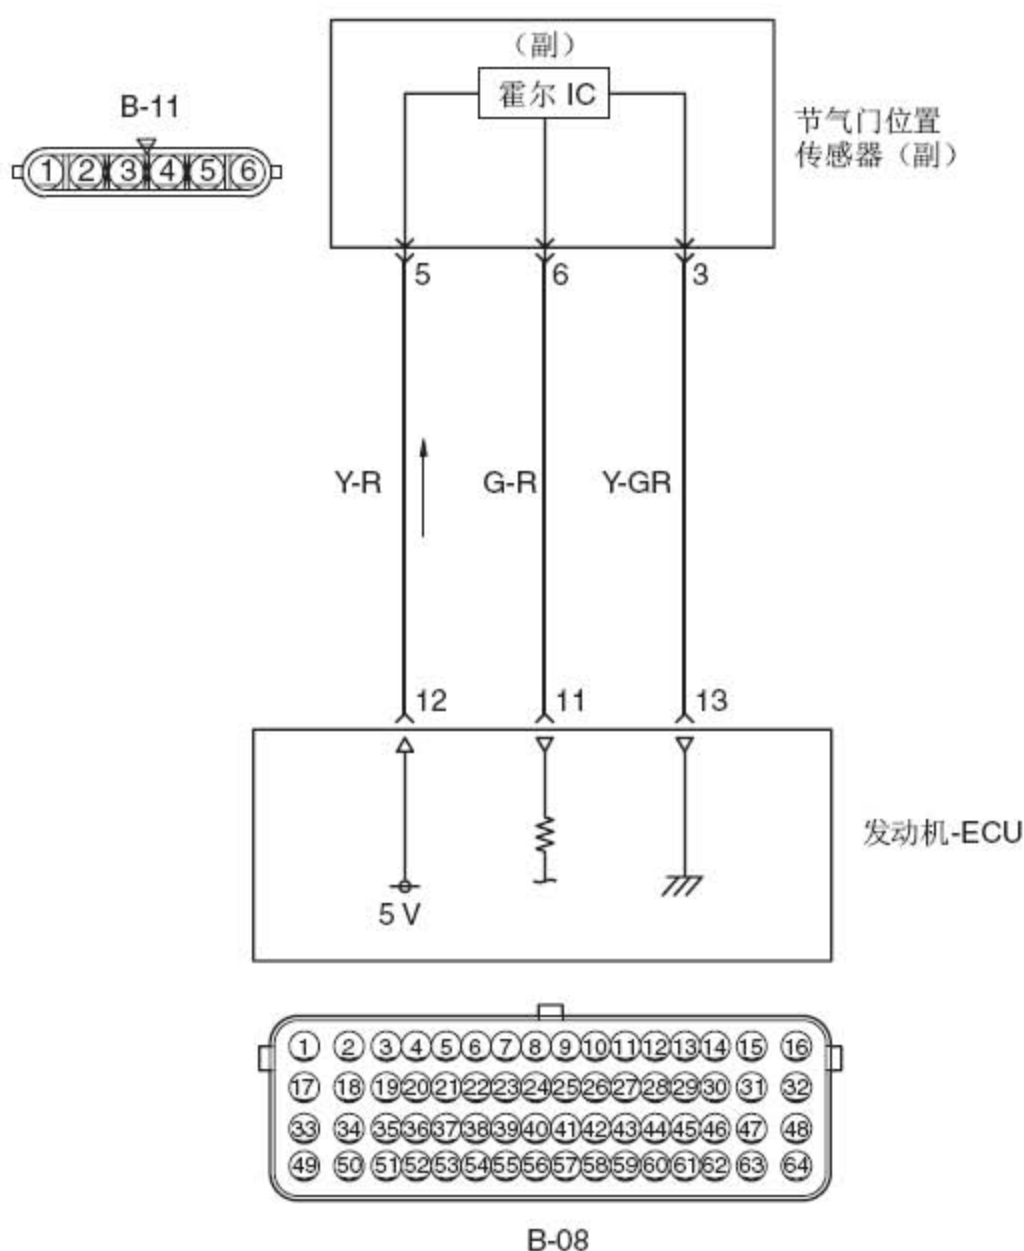 （副）
霍尔 IC
B-11
节气门位置
传感器（副）
1 2 3 4 5 6
5 6 3
Y-R G-R Y-GR
12 11 13
发动机-ECU
5 V
1 2 3 4 5 6 7 8 9 10 11 12 13 14 15 16
17 18 19 20 21 22 23 24 25 26 27 28 29 30 31 32
33 34 35 36 37 38 39 40 41 42 43 44 45 46 47 48
49 50 51 52 53 54 55 56 57 58 59 60 61 62 63 64
B-08